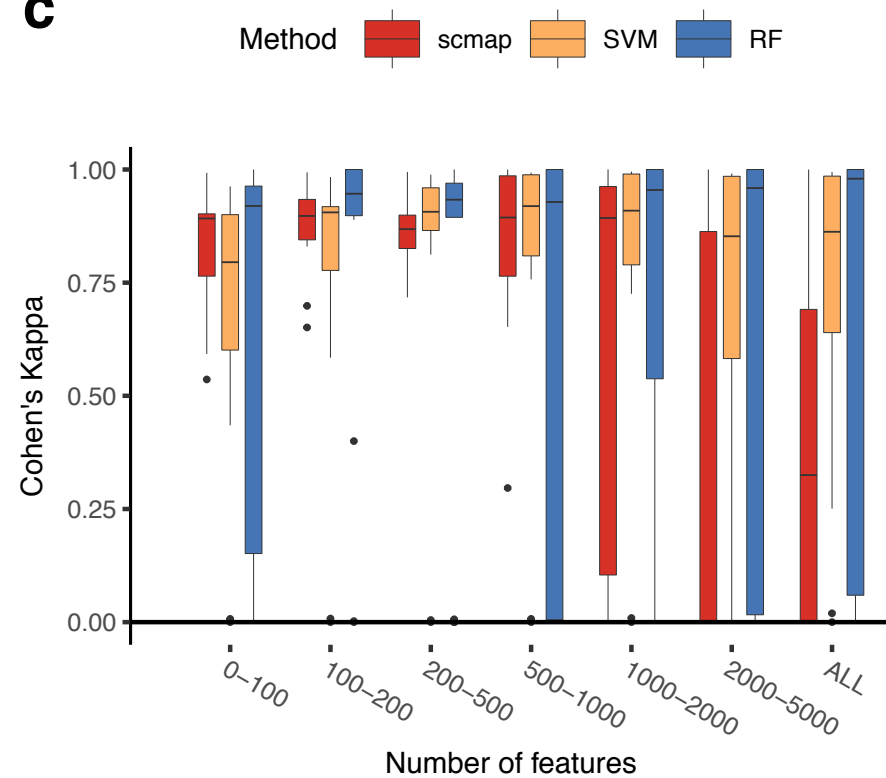 c
Method scmap SVM RF
1.00
0.75
0.50
0.25
0.00
Cohen's Kappa
0–100 100–200 200–500 500–1000 1000–2000 2000–5000 ALL
Number of features